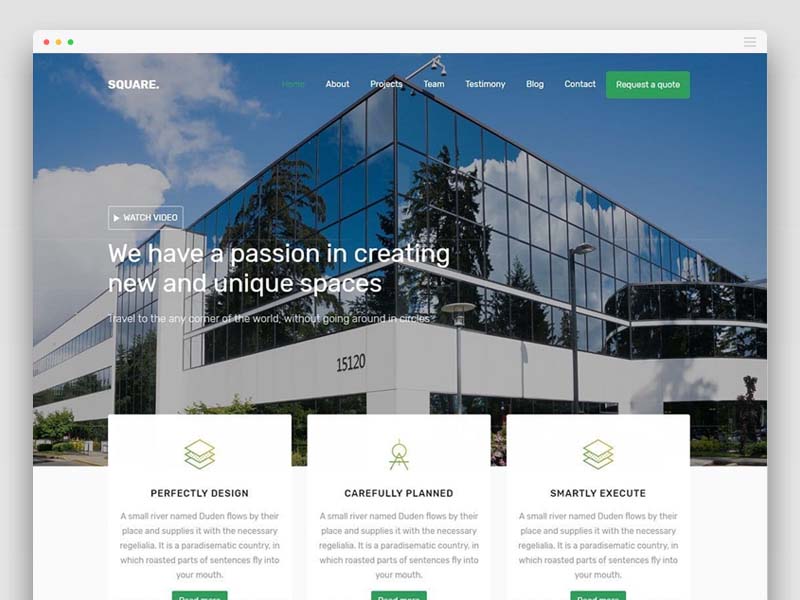 SQUARE.
Home About Projects Team Testimony Blog Contact Request a quote
WATCH VIDEO
We have a passion in creating
new and unique spaces
Travel to the any corner of the world, without going around in circles
15120
PERFECTLY DESIGN
A small river named Duden flows by their
place and supplies it with the necessary
regelialia. It is a paradisematic country, in
which roasted parts of sentences fly into
your mouth.
Read more
CAREFULLY PLANNED
A small river named Duden flows by their
place and supplies it with the necessary
regelialia. It is a paradisematic country, in
which roasted parts of sentences fly into
your mouth.
Read more
SMARTLY EXECUTE
A small river named Duden flows by their
place and supplies it with the necessary
regelialia. It is a paradisematic country, in
which roasted parts of sentences fly into
your mouth.
Read more